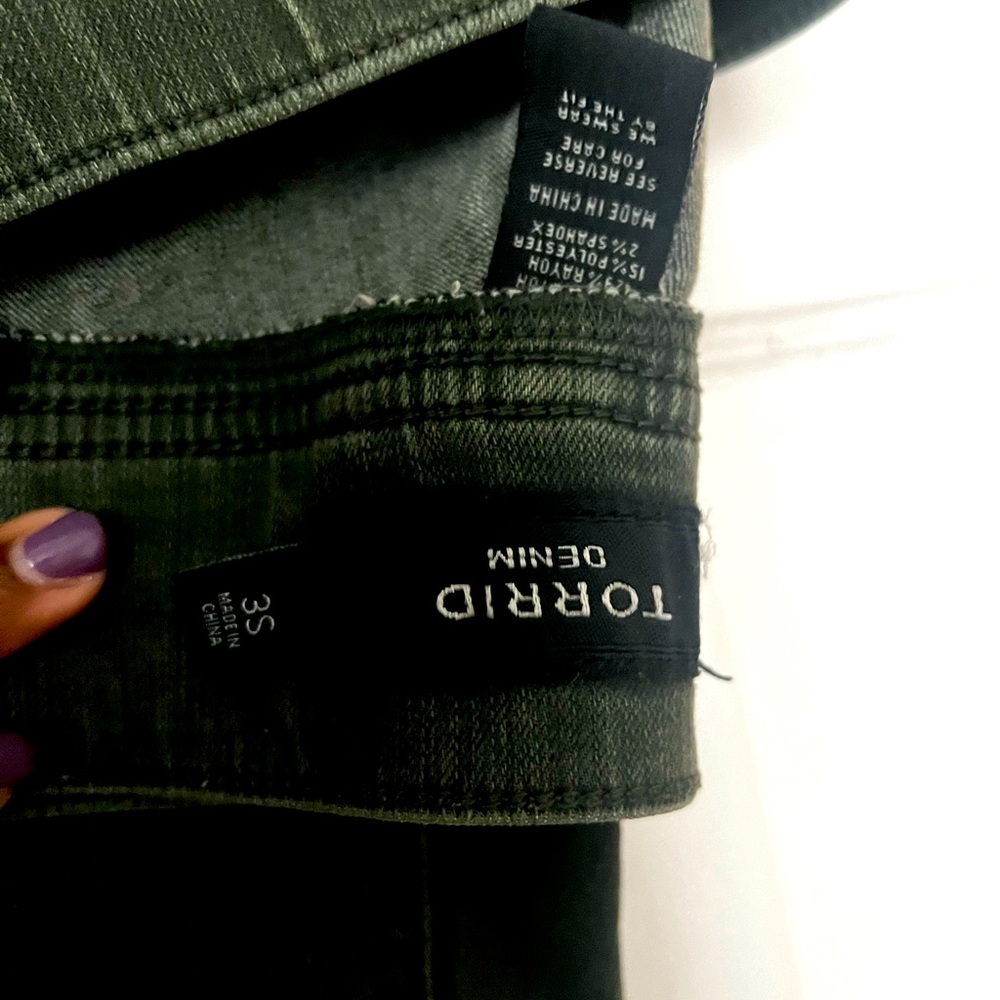 TORRID
DENIM
3S
MADE IN
CHINA
RAYON
15% POLYESTER
2% SPANDEX
MADE IN CHINA
SEE REVERSE
FOR CARE
WE SWEAR
BY THE FIT